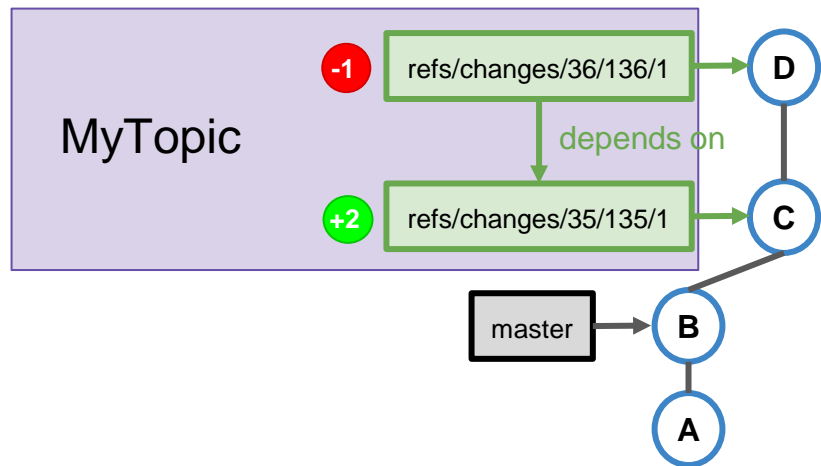 -1
refs/changes/36/136/1
D
MyTopic
depends on
+2
refs/changes/35/135/1
C
master
B
A